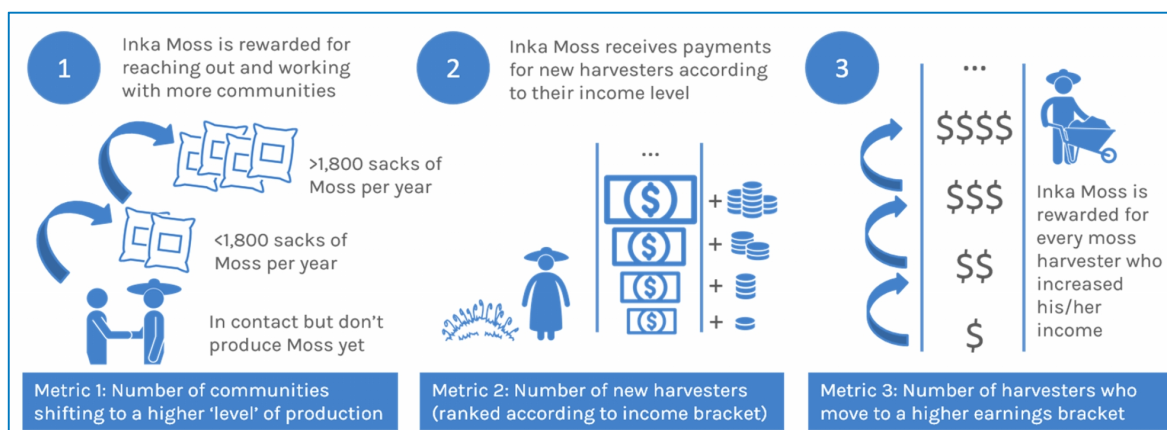 1
Inka Moss is rewarded for
reaching out and working
with more communities
>1,800 sacks of
Moss per year
<1,800 sacks of
Moss per year
In contact but don't
produce Moss yet
Metric 1: Number of communities
shifting to a higher 'level' of production
2
Inka Moss receives payments
for new harvesters according
to their income level
...
$ +
$ +
$ +
$ +
Metric 2: Number of new harvesters
(ranked according to income bracket)
3
...
$$$$
$$$
$$
$
Inka Moss is
rewarded for
every moss
harvester who
increased
his/her
income
Metric 3: Number of harvesters who
move to a higher earnings bracket